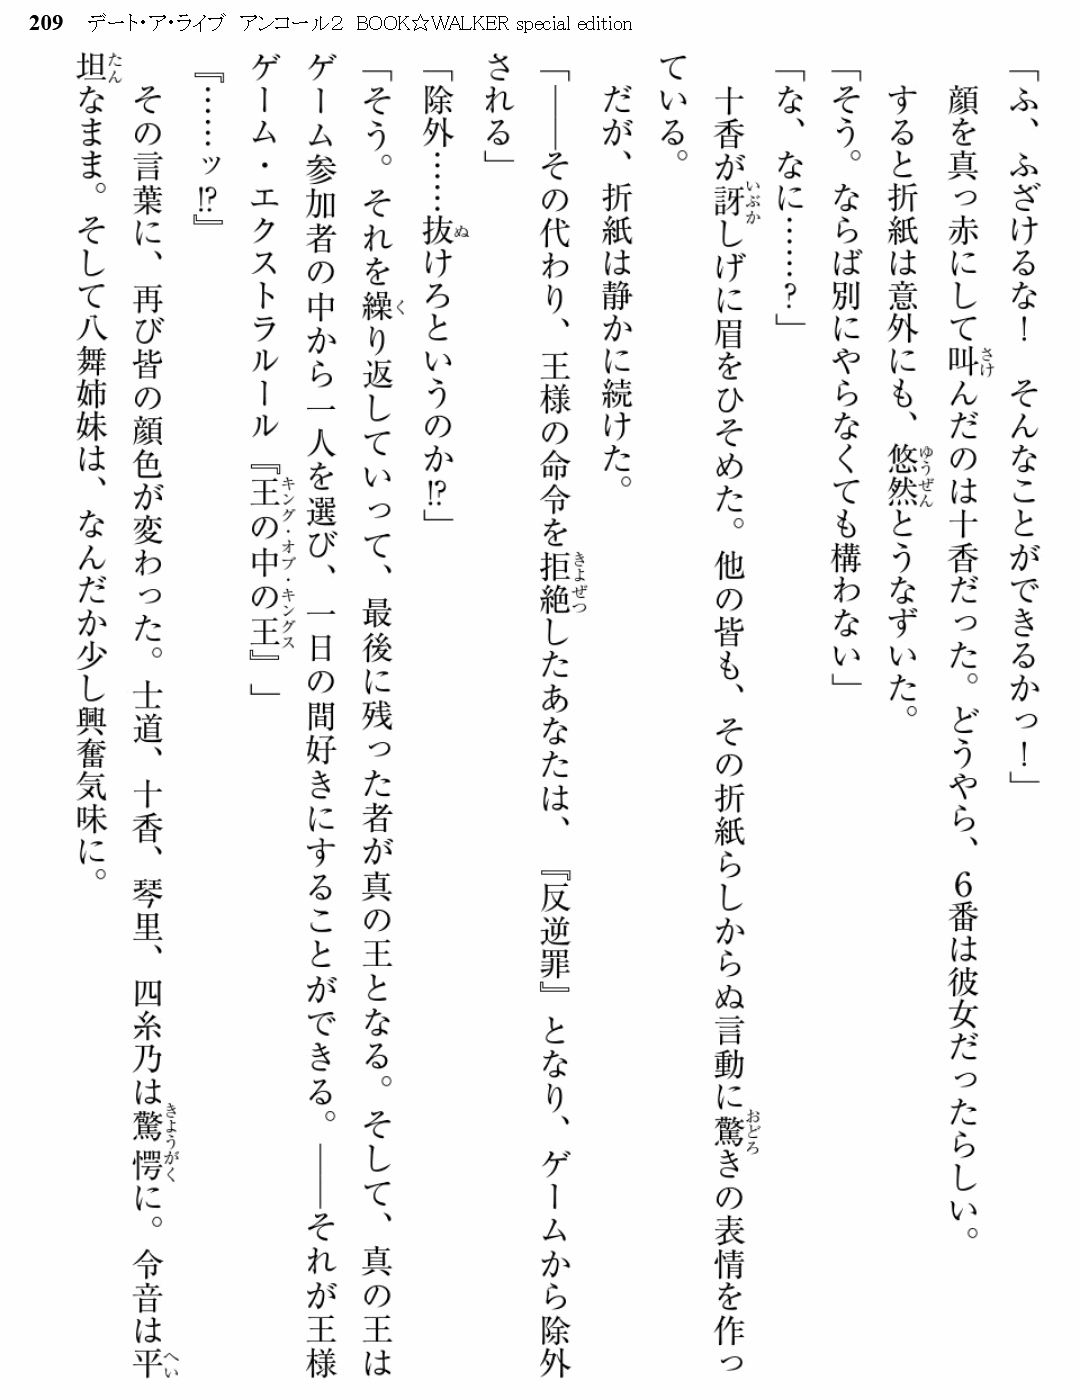 209 デート・ア・ライブ アンコール2 BOOK☆WALKER special edition
「ふ、ふざけるな! そんなことができるかっ!」
顔を真っ赤にして叫んだのは十香だった。どうやら、6番は彼女だったらしい。
すると折紙は意外にも、悠然とうなずいた。
「そう。ならば別にやらなくても構わない」
「な、なに……?」
十香が訝しげに眉をひそめた。他の皆も、その折紙らしからぬ言動に驚きの表情を作っ
ている。
だが、折紙は静かに続けた。
「――その代わり、王様の命令を拒絶したあなたは、『反逆罪』となり、ゲームから除外
される」
「除外……抜けろというのか!?」
「そう。それを繰り返していって、最後に残った者が真の王となる。そして、真の王は
ゲーム参加者の中から一人を選び、一日の間好きにすることができる。――それが王様
ゲーム・エクストラルール『王の中の王』」
『……ッ!?』
その言葉に、再び皆の顔色が変わった。士道、十香、琴里、四糸乃は驚愕に。令音は平
坦なまま。そして八舞姉妹は、なんだか少し興奮気味に。